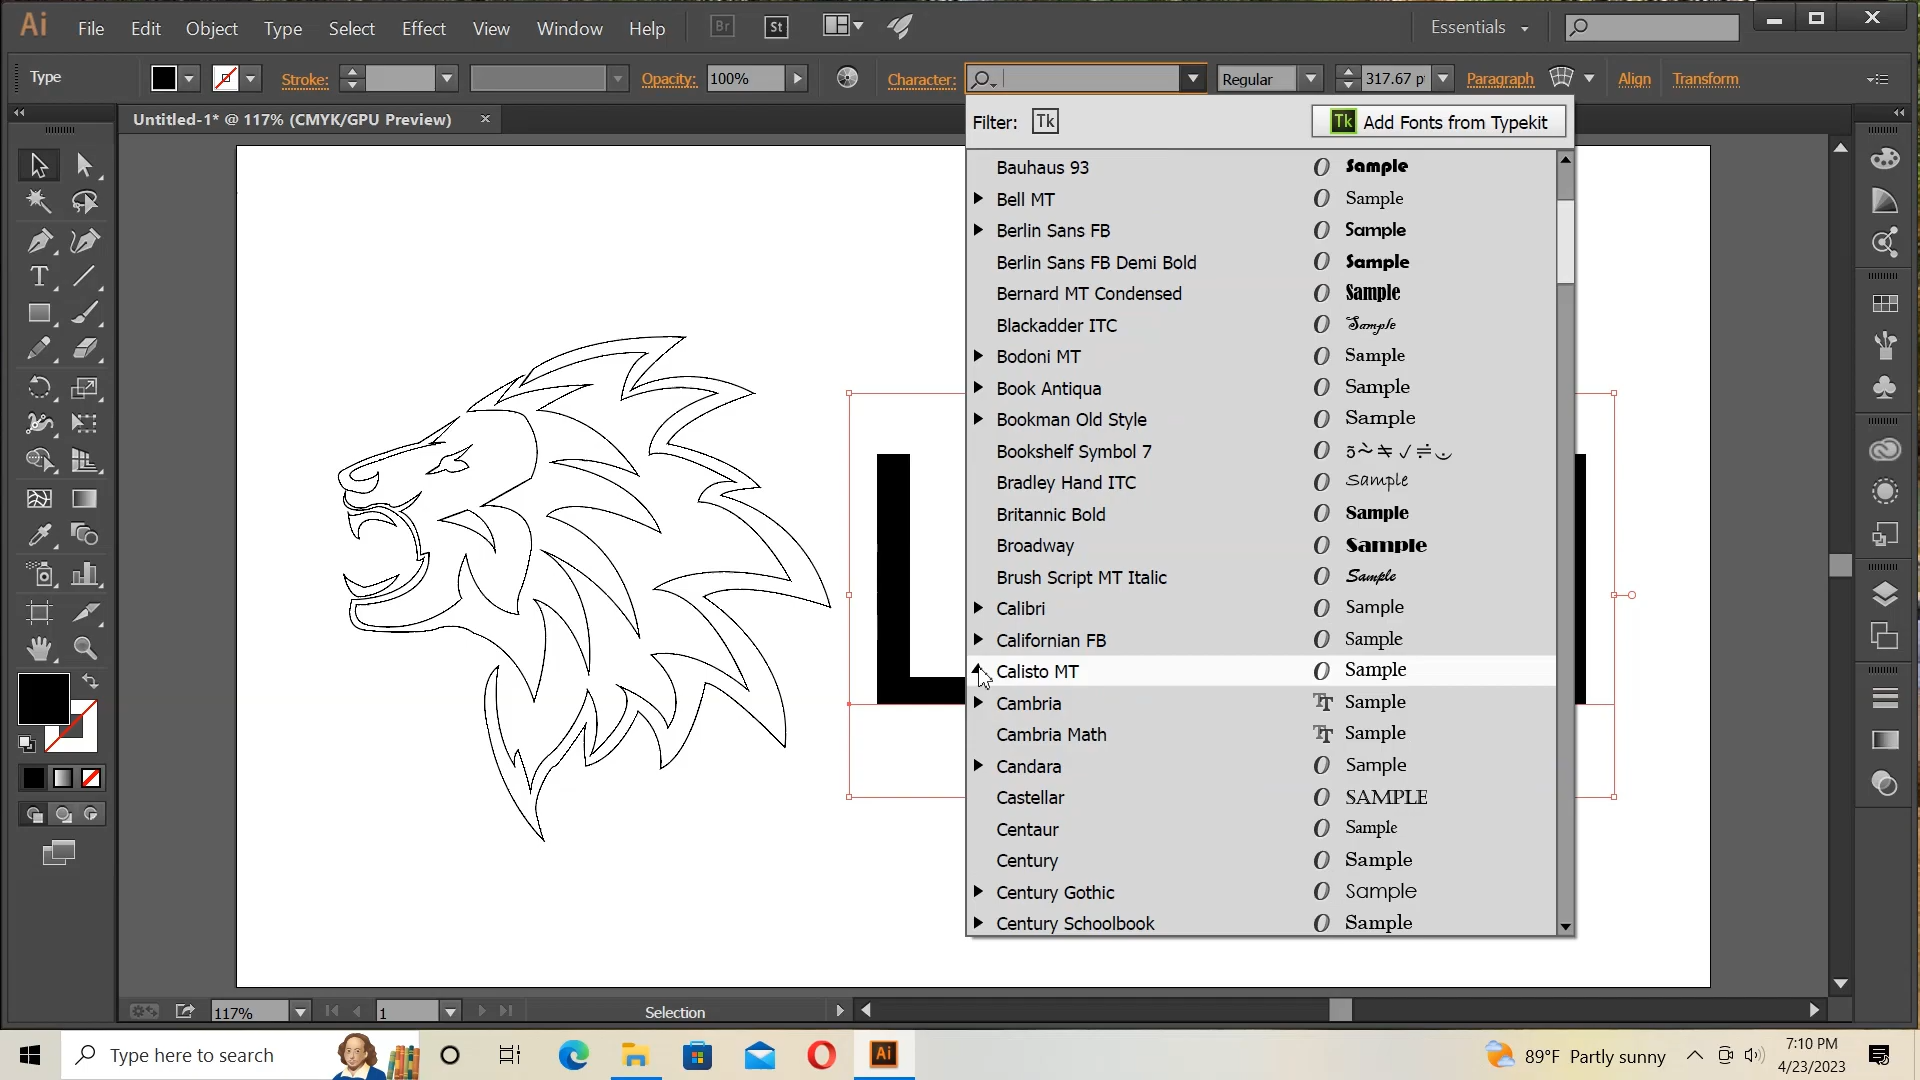 Ai File Edit Object Type Select Effect View Window Help Br St Essentials
Type Stroke: Opacity: 100% Character: Regular 317.67 p Paragraph Align Transform
Untitled-1* @ 117% (CMYK/GPU Preview)
Filter: Tk Tk Add Fonts from Typekit
Bauhaus 93 O Sample
Bell MT O Sample
Berlin Sans FB O Sample
Berlin Sans FB Demi Bold O Sample
Bernard MT Condensed O Sample
Blackadder ITC O Sample
Bodoni MT O Sample
Book Antiqua O Sample
Bookman Old Style O Sample
Bookshelf Symbol 7 O
Bradley Hand ITC O Sample
Britannic Bold O Sample
Broadway O Sample
Brush Script MT Italic O Sample
Calibri O Sample
Californian FB O Sample
Calisto MT O Sample
Cambria TT Sample
Cambria Math TT Sample
Candara O Sample
Castellar O SAMPLE
Centaur O Sample
Century O Sample
Century Gothic O Sample
Century Schoolbook O Sample
117% 1 Selection
Type here to search Ai 89°F Partly sunny 7:10 PM
4/23/2023